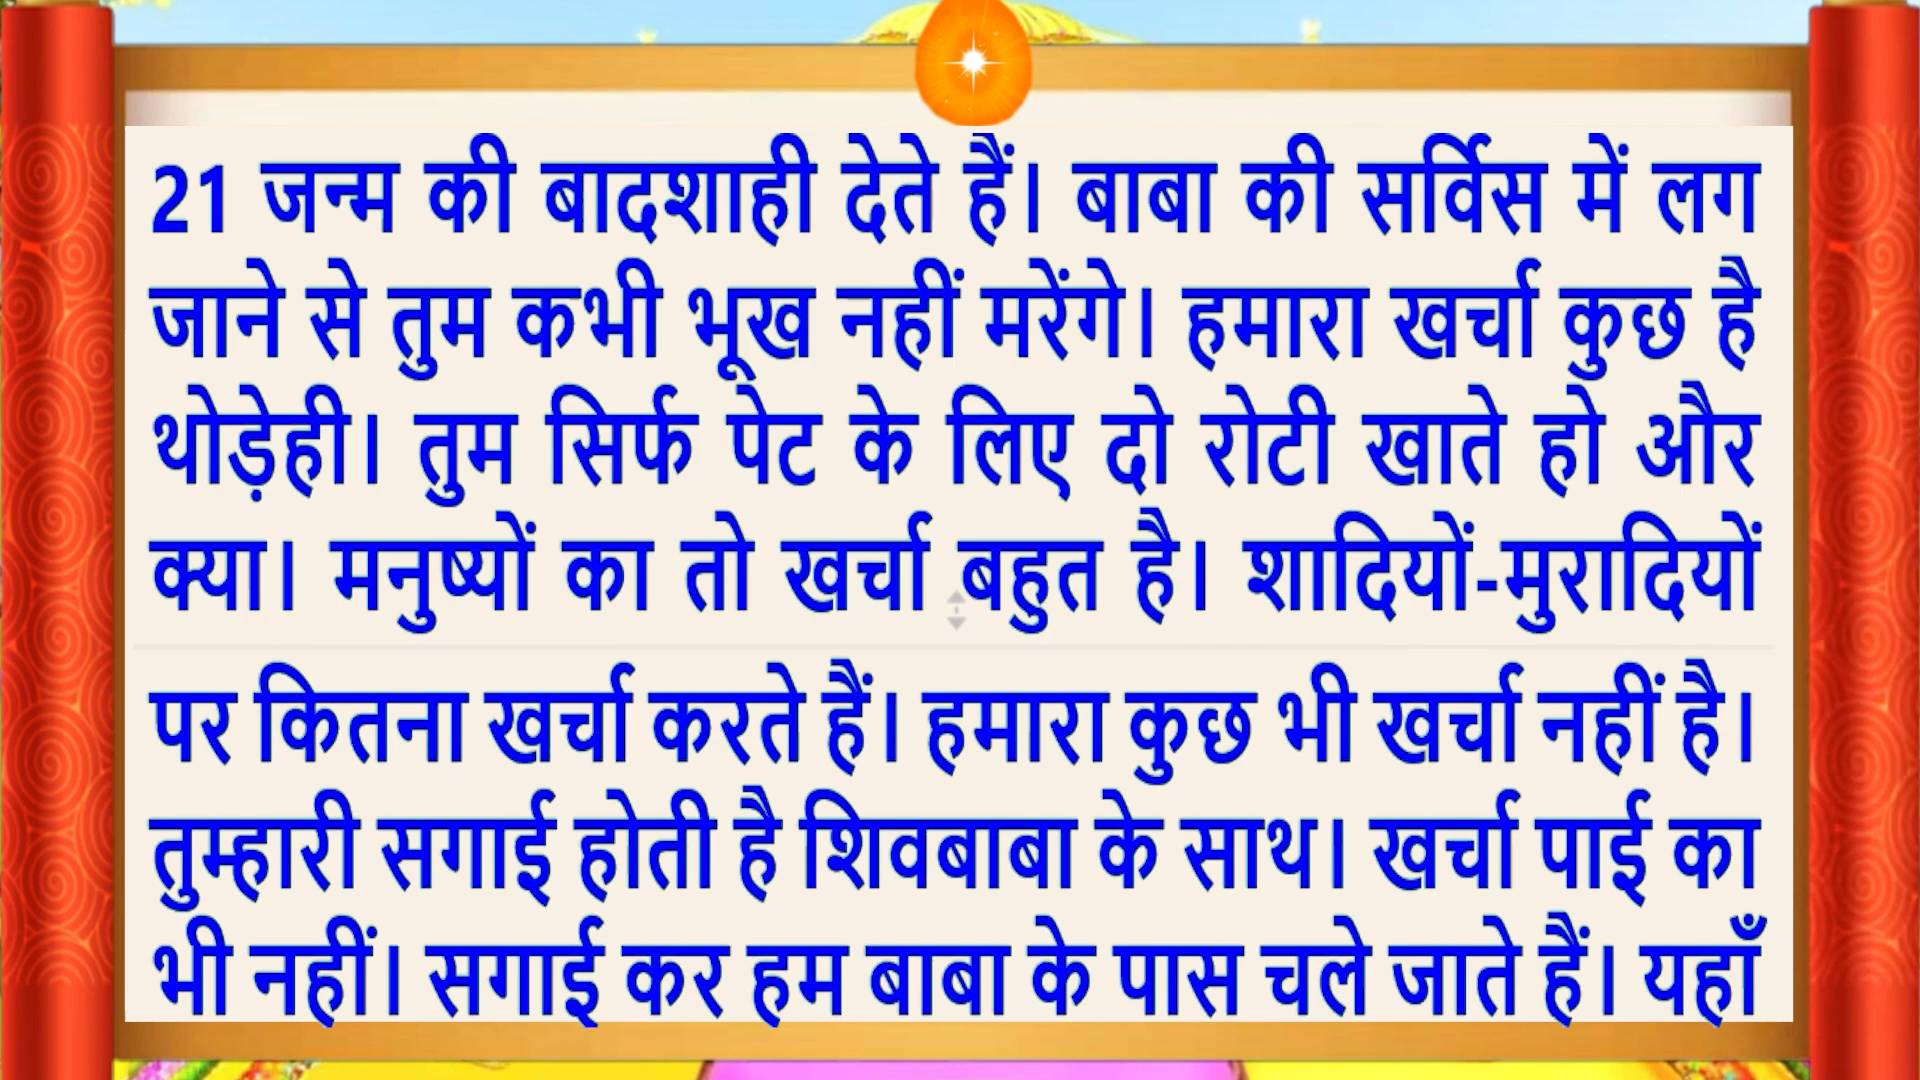 21 जन्म की बादशाही देते हैं। बाबा की सर्विस में लग
जाने से तुम कभी भूख नहीं मरेंगे। हमारा खर्चा कुछ है
थोड़ेही। तुम सिर्फ पेट के लिए दो रोटी खाते हो और
क्या। मनुष्यों का तो खर्चा बहुत है। शादियों-मुरादियों
पर कितना खर्चा करते हैं। हमारा कुछ भी खर्चा नहीं है।
तुम्हारी सगाई होती है शिवबाबा के साथ। खर्चा पाई का
भी नहीं। सगाई कर हम बाबा के पास चले जाते हैं। यहाँ